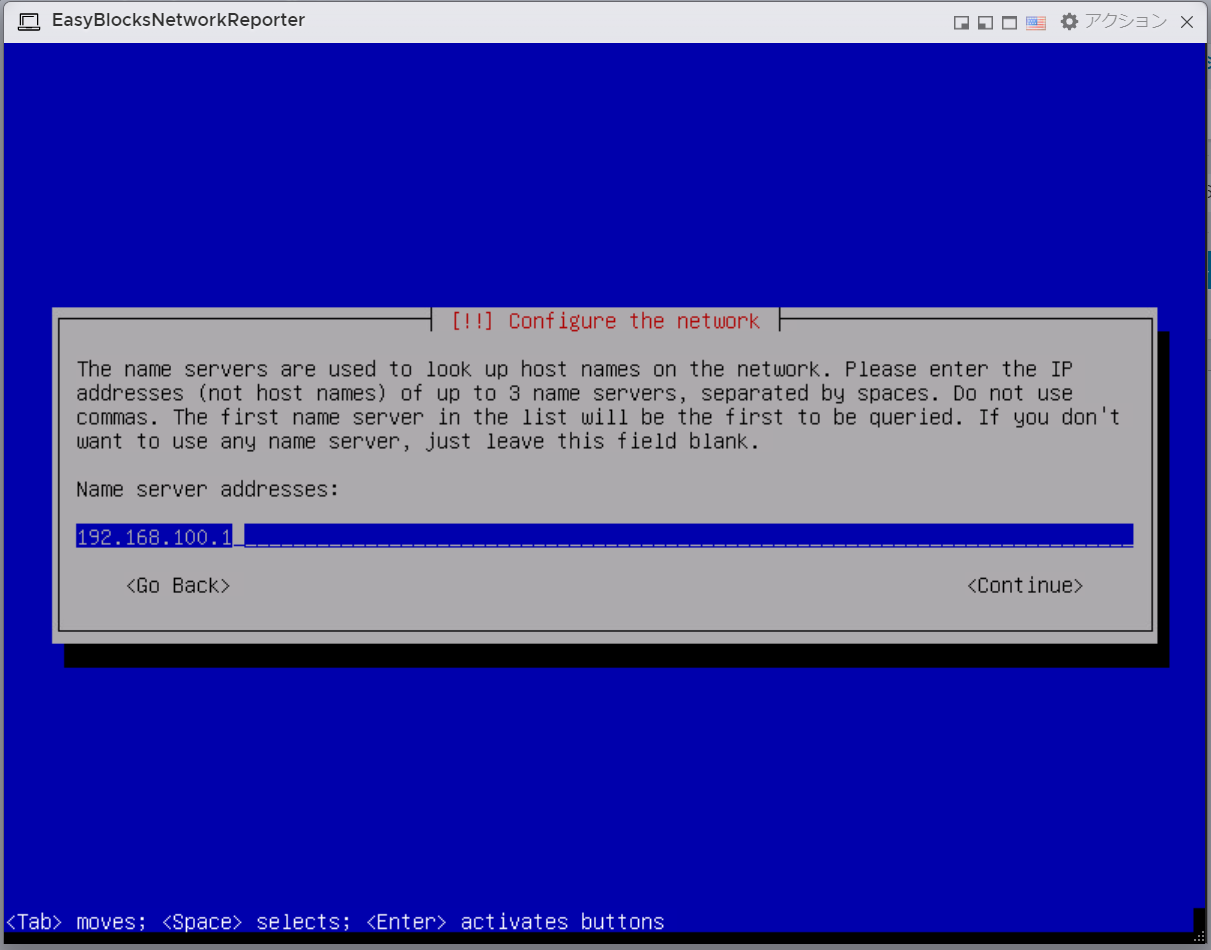 EasyBlocksNetworkReporter
アクション
[!!] Configure the network
The name servers are used to look up host names on the network. Please enter the IP
addresses (not host names) of up to 3 name servers, separated by spaces. Do not use
commas. The first name server in the list will be the first to be queried. If you don't
want to use any name server, just leave this field blank.
Name server addresses:
192.168.100.1
<Go Back> <Continue>
<Tab> moves; <Space> selects; <Enter> activates buttons